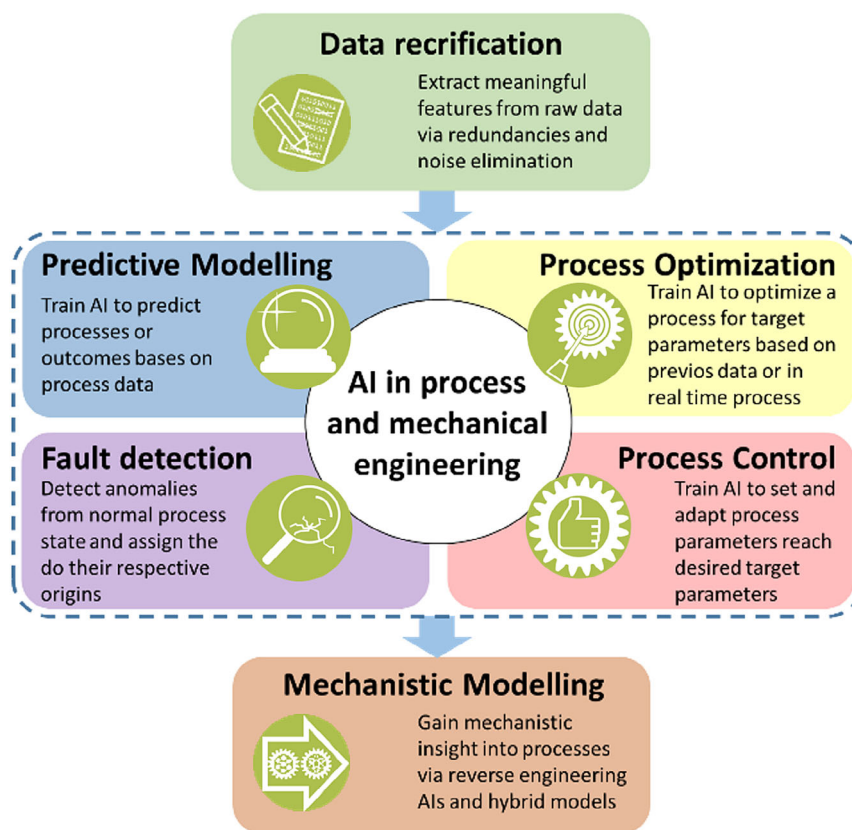 Data recrification
Extract meaningful
features from raw data
via redundancies and
noise elimination
Predictive Modelling
Train AI to predict
processes or
outcomes bases on
process data
Process Optimization
Train AI to optimize a
process for target
parameters based on
previos data or in
real time process
AI in process
and mechanical
engineering
Fault detection
Detect anomalies
from normal process
state and assign the
do their respective
origins
Process Control
Train AI to set and
adapt process
parameters reach
desired target
parameters
Mechanistic Modelling
Gain mechanistic
insight into processes
via reverse engineering
AIs and hybrid models